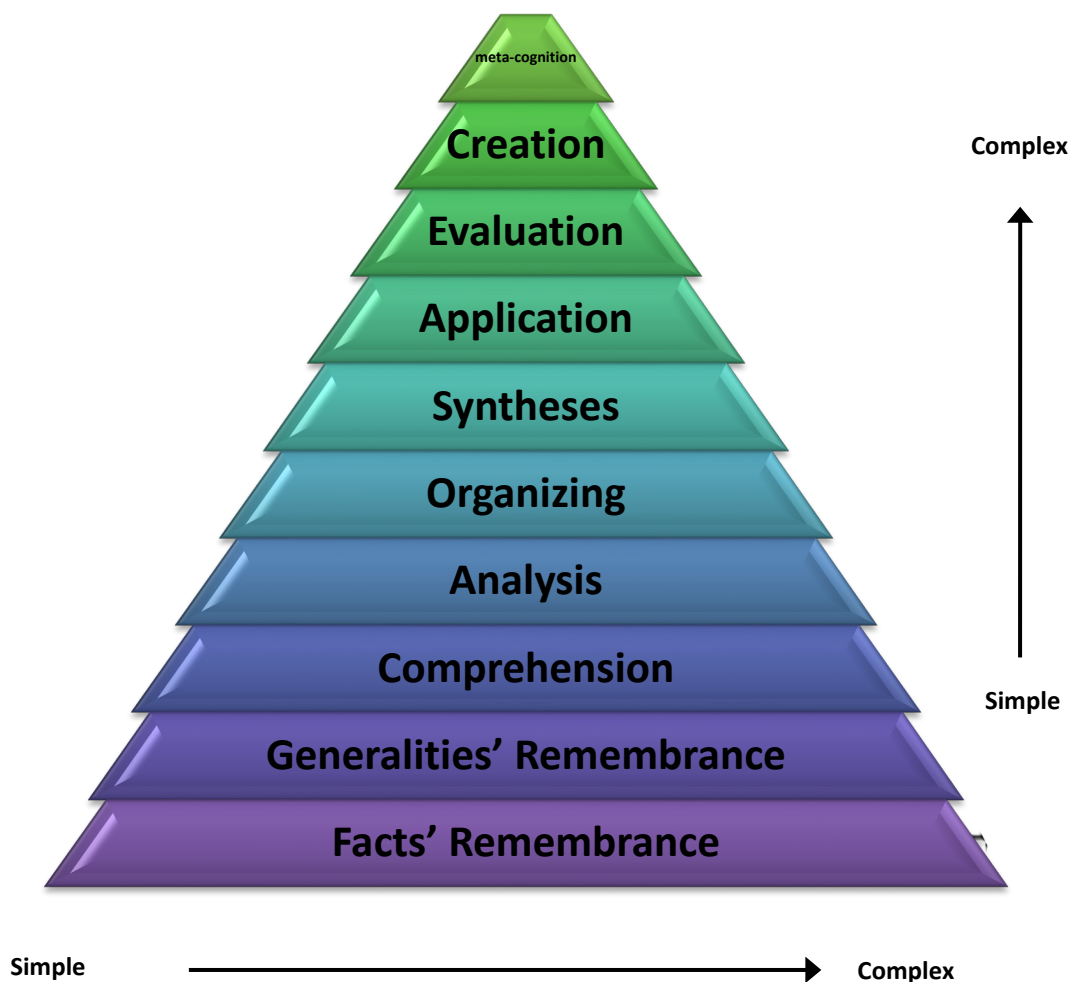 meta-cognition
Creation
Complex
Evaluation
Application
Syntheses
Organizing
Analysis
Comprehension
Simple
Generalities’ Remembrance
Facts’ Remembrance
Simple
Complex